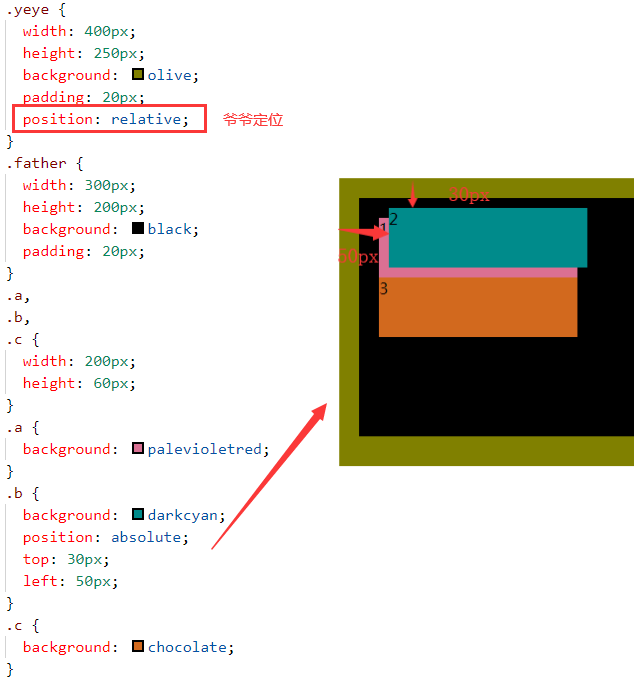 .yeye {
width: 400px;
height: 250px;
background: olive;
padding: 20px;
position: relative; 爷爷定位
}
.father {
width: 300px;
height: 200px;
background: black;
padding: 20px;
}
.a,
.b,
.c {
width: 200px;
height: 60px;
}
.a {
background: palevioletred;
}
.b {
background: darkcyan;
position: absolute;
top: 30px;
left: 50px;
}
.c {
background: chocolate;
}
30px
2
1
50px
3